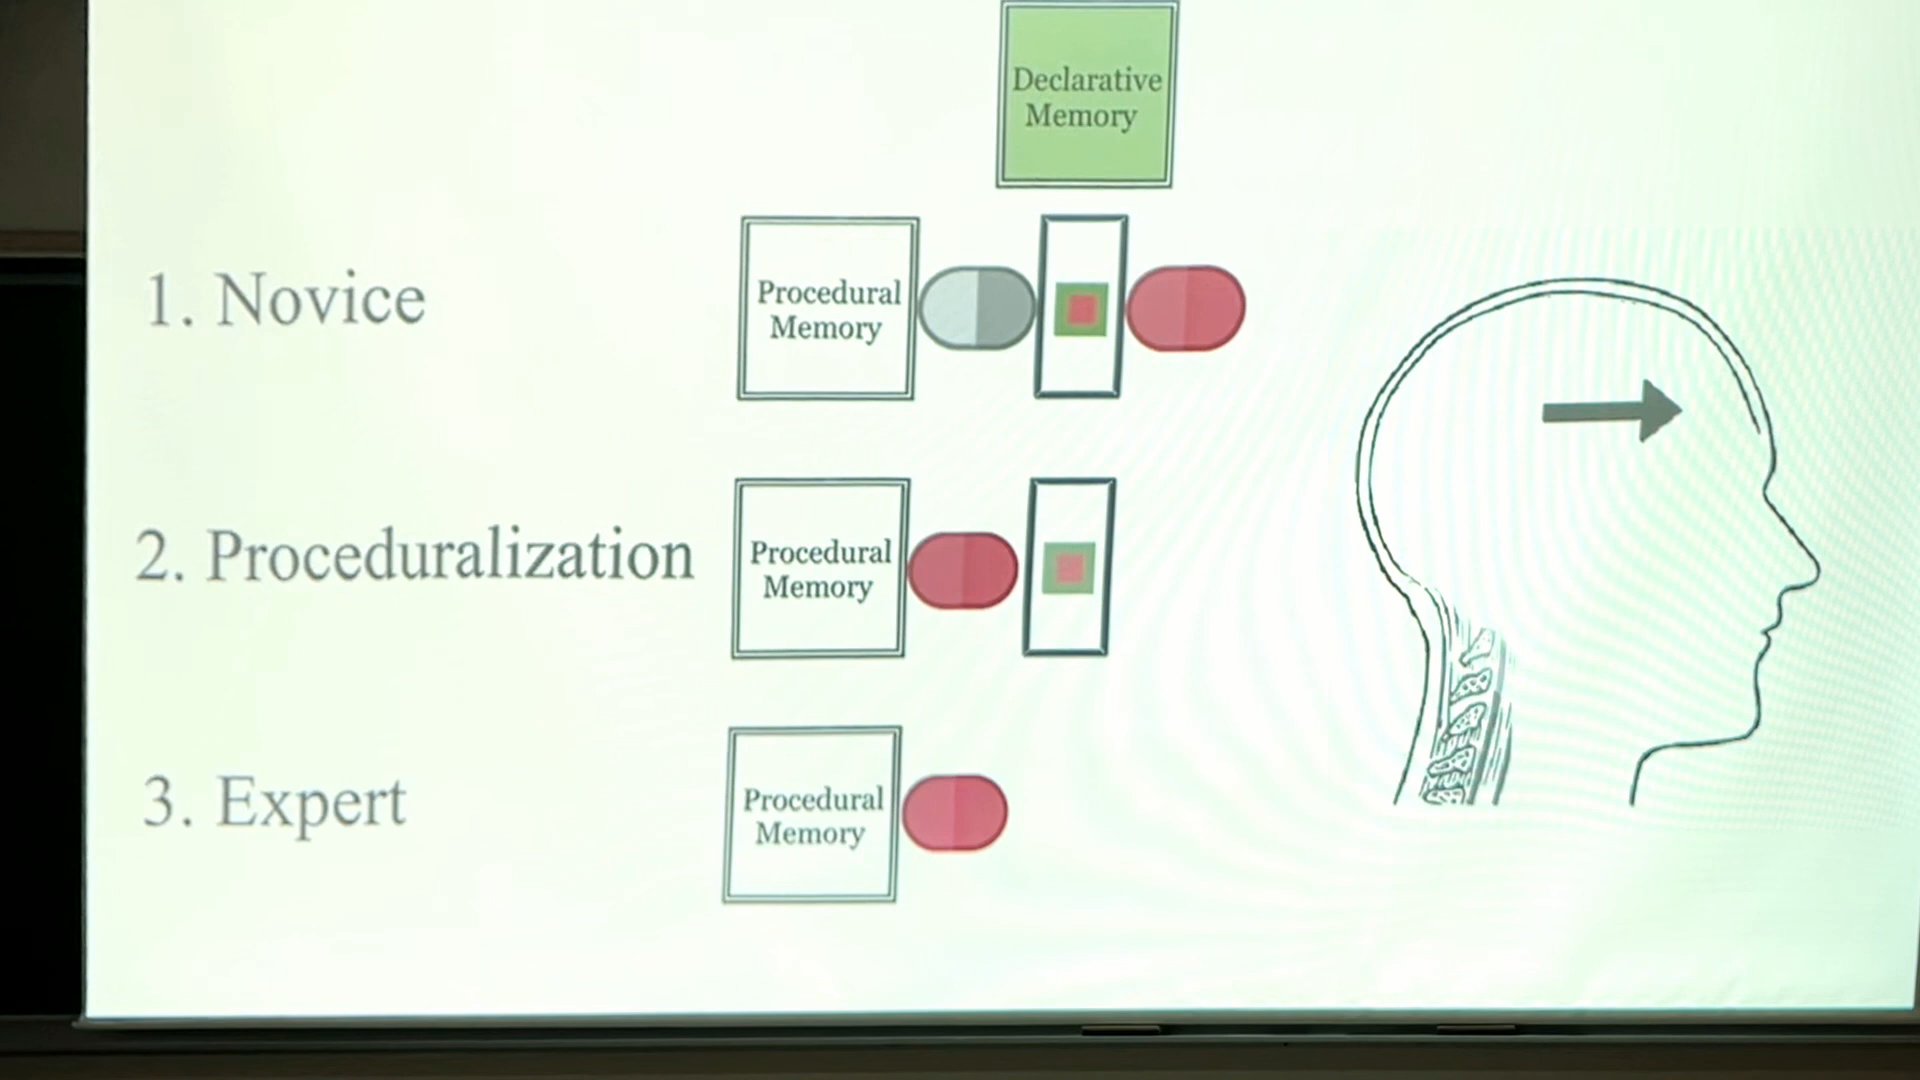 Declarative
Memory
1. Novice
Procedural
Memory
2. Proceduralization
Procedural
Memory
3. Expert
Procedural
Memory